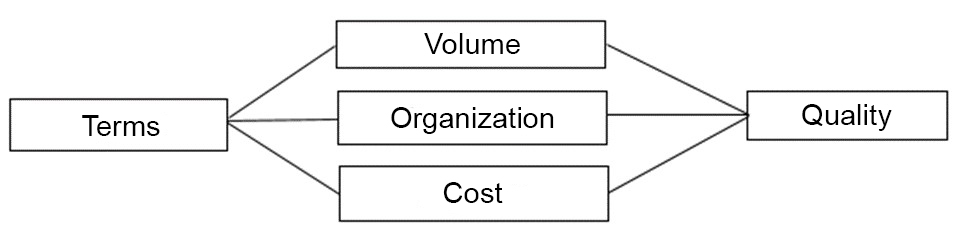 Terms
Volume
Organization
Cost
Quality